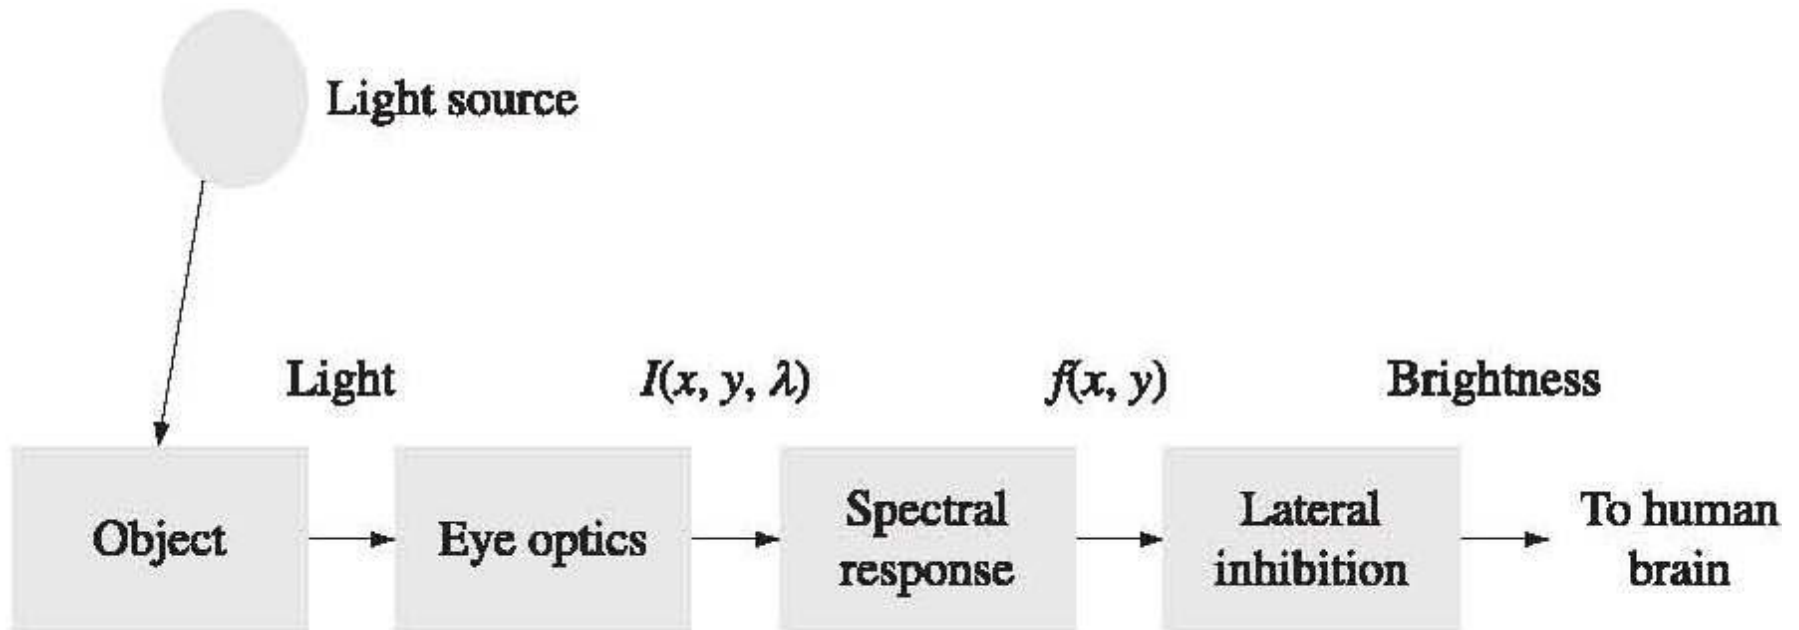 Light source
Light
I(x, y, λ)
f(x, y)
Brightness
Object
Eye optics
Spectral
response
Lateral
inhibition
To human
brain